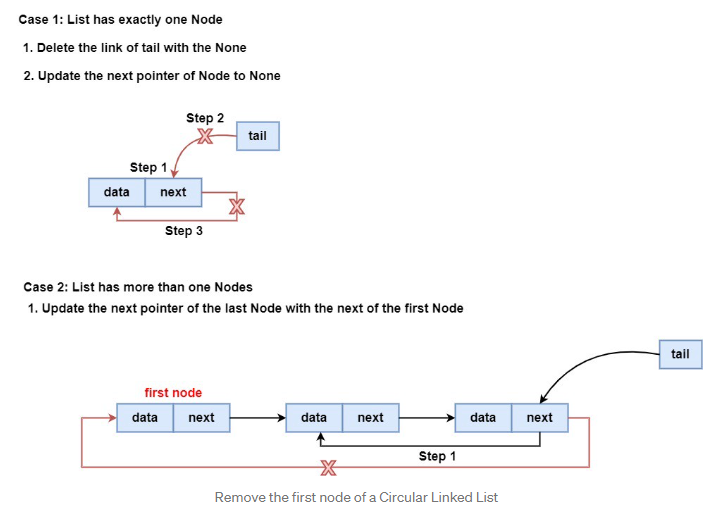 Case 1: List has exactly one Node
1. Delete the link of tail with the None
2. Update the next pointer of Node to None
Step 2
tail
Step 1
data next
Step 3
Case 2: List has more than one Nodes
1. Update the next pointer of the last Node with the next of the first Node
tail
first node
data next data next data next
Step 1
Remove the first node of a Circular Linked List